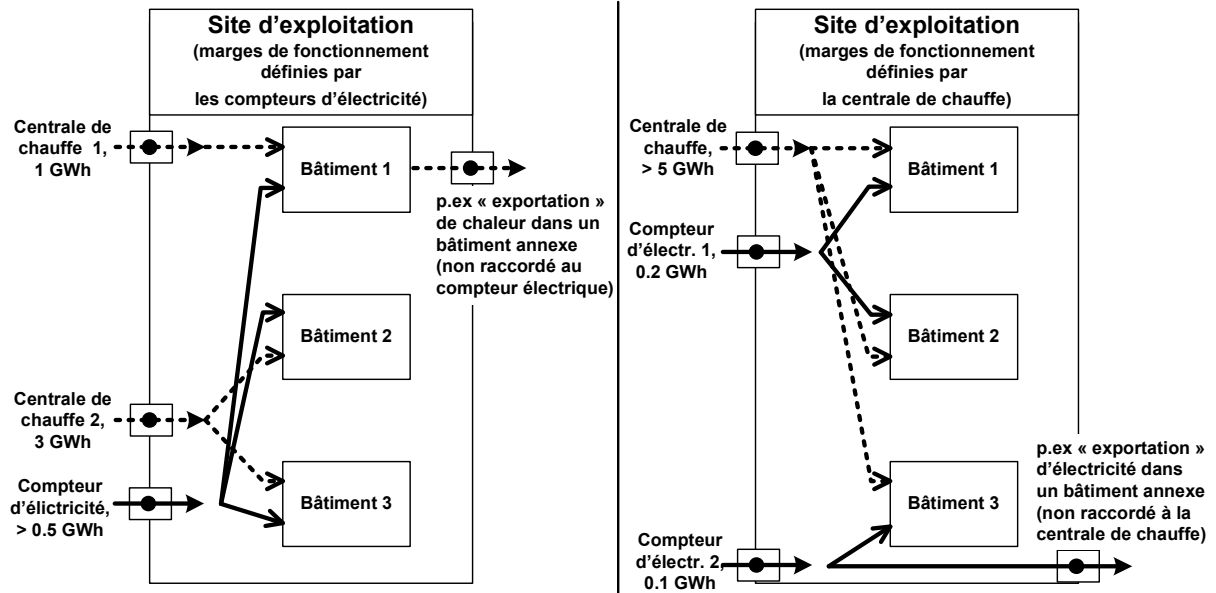 Site d'exploitation
(marges de fonctionnement
définies par
les compteurs d'électricité)
Centrale de
chauffe 1,
1 GWh
Bâtiment 1
p.ex « exportation »
de chaleur dans un
bâtiment annexe
(non raccordé au
compteur électrique)
Bâtiment 2
Centrale de
chauffe 2,
3 GWh
Bâtiment 3
Compteur
d'élictricité,
> 0.5 GWh
Site d'exploitation
(marges de fonctionnement
définies par
la centrale de chauffe)
Centrale de
chauffe,
> 5 GWh
Bâtiment 1
Compteur
d'électr. 1,
0.2 GWh
Bâtiment 2
Bâtiment 3
p.ex « exportation »
d'électricité dans
un bâtiment annexe
(non raccordé à la
centrale de chauffe)
Compteur
d'électr. 2,
0.1 GWh